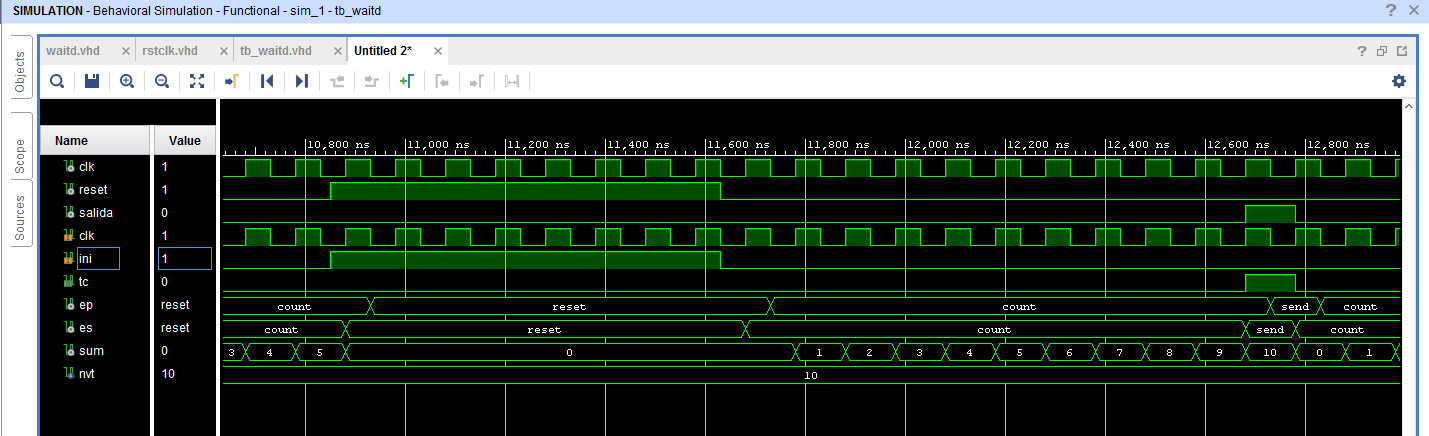 SIMULATION - Behavioral Simulation - Functional - sim_1 - tb_waitd
? ×
Objects
Scope
Sources
waitd.vhd × rstclk.vhd × tb_waitd.vhd × Untitled 2* ×
?
Name Value
10,800 ns 11,000 ns 11,200 ns 11,400 ns 11,600 ns 11,800 ns 12,000 ns 12,200 ns 12,400 ns 12,600 ns 12,800 ns
clk 1
reset 1
salida 0
clk 1
ini 1
tc 0
ep reset count reset count send count
es reset count reset count send count
sum 0 3 4 5 0 1 2 3 4 5 6 7 8 9 10 0 1
nvt 10 10